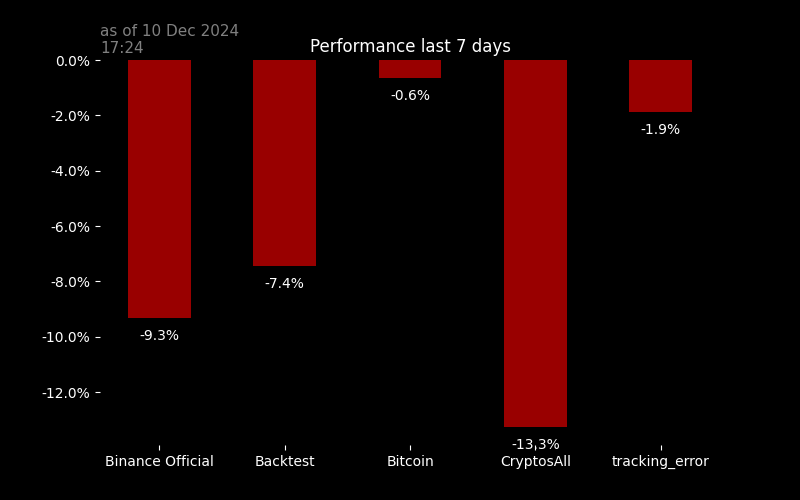 as of 10 Dec 2024
17:24
Performance last 7 days
0.0%
-2.0%
-4.0%
-6.0%
-8.0%
-10.0%
-12.0%
-9.3%
-7.4%
-0.6%
-13.3%
-1.9%
Binance Official
Backtest
Bitcoin
CryptosAll
tracking_error